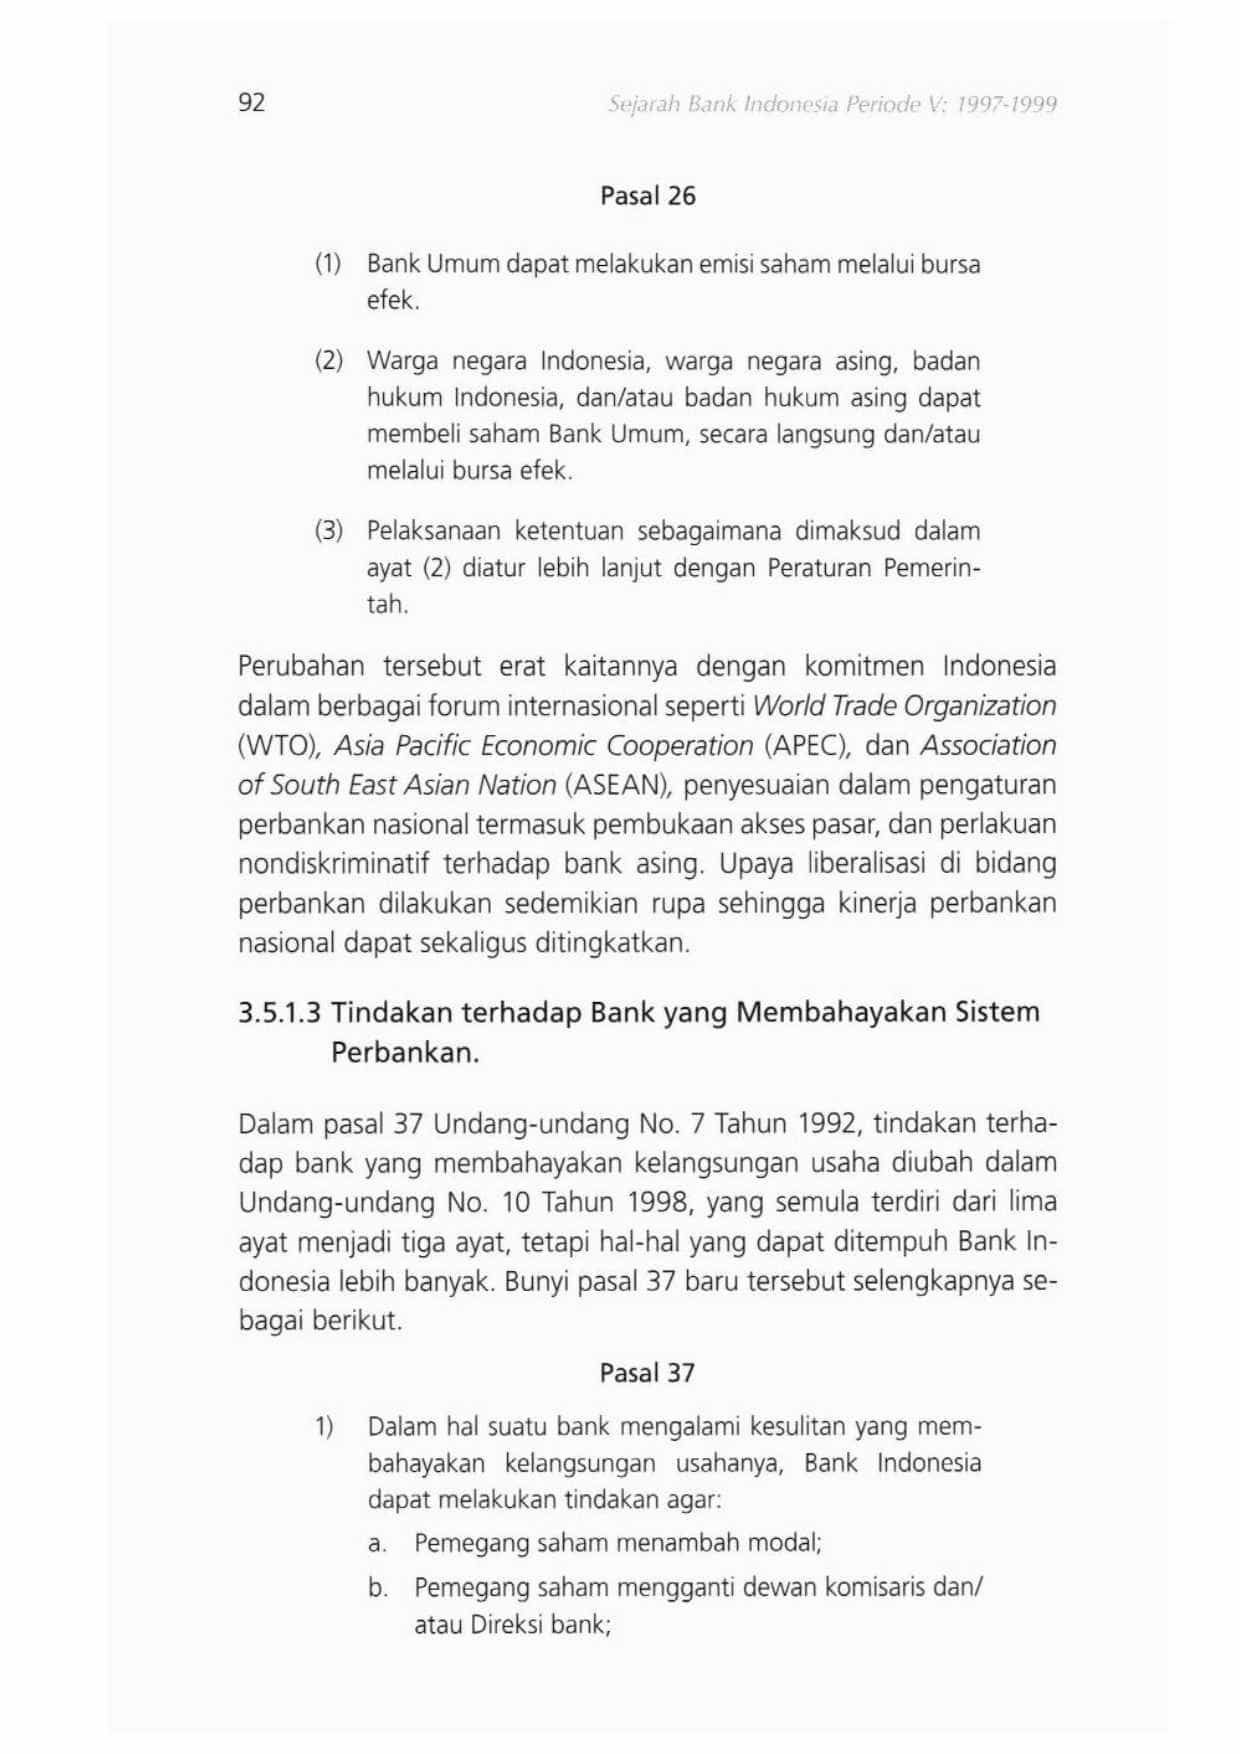 92
Sejarah Bank Indonesia Periode V: 1997-1999
Pasal 26
(1) Bank Umum dapat melakukan emisi saham melalui bursa
efek.
(2) Warga negara Indonesia, warga negara asing, badan
hukum Indonesia, dan/atau badan hukum asing dapat
membeli saham Bank Umum, secara langsung dan/atau
melalui bursa efek.
(3) Pelaksanaan ketentuan sebagaimana dimaksud dalam
ayat (2) diatur lebih lanjut dengan Peraturan Pemerin-
tah.
Perubahan tersebut erat kaitannya dengan komitmen Indonesia
dalam berbagai forum internasional seperti World Trade Organization
(WTO), Asia Pacific Economic Cooperation (APEC), dan Association
of South East Asian Nation (ASEAN), penyesuaian dalam pengaturan
perbankan nasional termasuk pembukaan akses pasar, dan perlakuan
nondiskriminatif terhadap bank asing. Upaya liberalisasi di bidang
perbankan dilakukan sedemikian rupa sehingga kinerja perbankan
nasional dapat sekaligus ditingkatkan.
3.5.1.3 Tindakan terhadap Bank yang Membahayakan Sistem
Perbankan.
Dalam pasal 37 Undang-undang No. 7 Tahun 1992, tindakan terha-
dap bank yang membahayakan kelangsungan usaha diubah dalam
Undang-undang No. 10 Tahun 1998, yang semula terdiri dari lima
ayat menjadi tiga ayat, tetapi hal-hal yang dapat ditempuh Bank In-
donesia lebih banyak. Bunyi pasal 37 baru tersebut selengkapnya se-
bagai berikut.
Pasal 37
1) Dalam hal suatu bank mengalami kesulitan yang mem-
bahayakan kelangsungan usahanya, Bank Indonesia
dapat melakukan tindakan agar:
a. Pemegang saham menambah modal;
b. Pemegang saham mengganti dewan komisaris dan/
atau Direksi bank;